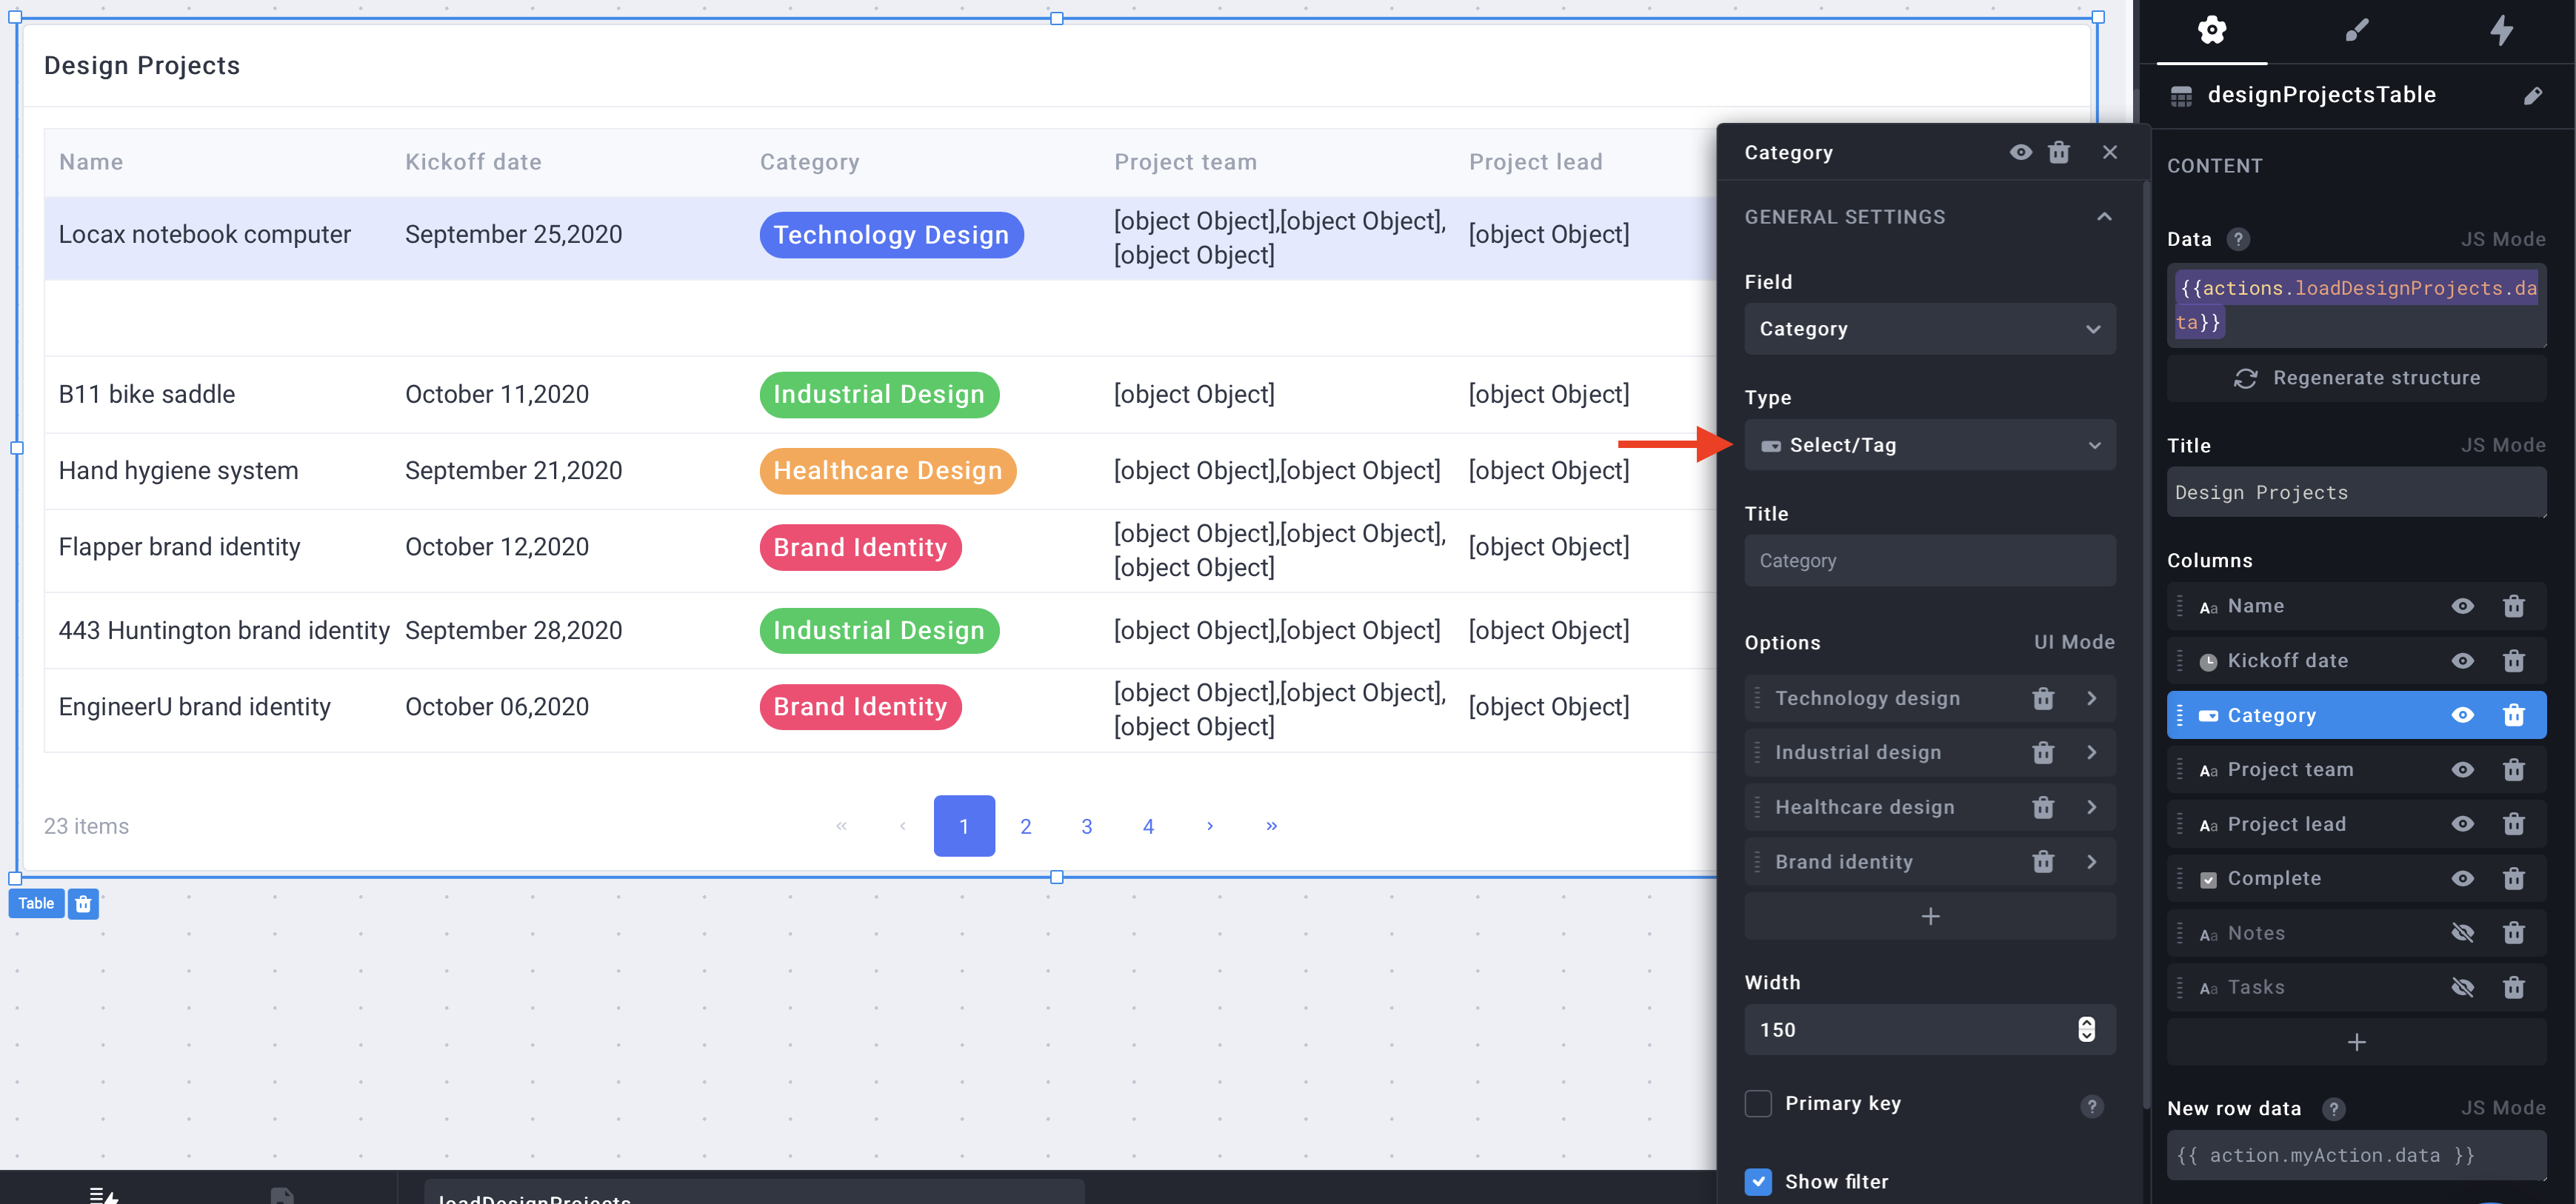 Design Projects
Name Kickoff date Category Project team Project lead
Locax notebook computer September 25,2020 Technology Design [object Object],[object Object], [object Object]
[object Object]
B11 bike saddle October 11,2020 Industrial Design [object Object] [object Object]
Hand hygiene system September 21,2020 Healthcare Design [object Object],[object Object] [object Object]
Flapper brand identity October 12,2020 Brand Identity [object Object],[object Object], [object Object]
[object Object]
443 Huntington brand identity September 28,2020 Industrial Design [object Object],[object Object] [object Object]
EngineerU brand identity October 06,2020 Brand Identity [object Object],[object Object], [object Object]
[object Object]
23 items « ‹ 1 2 3 4 › »
Table
loadDesignProjects
Category
GENERAL SETTINGS
Field
Category
Type
Select/Tag
Title
Category
Options UI Mode
Technology design
Industrial design
Healthcare design
Brand identity
+
Width
150
Primary key ?
Show filter
designProjectsTable
CONTENT
Data ? JS Mode
{{actions.loadDesignProjects.da
ta}}
Regenerate structure
Title JS Mode
Design Projects
Columns
Aa Name
Kickoff date
Category
Aa Project team
Aa Project lead
Complete
Aa Notes
Aa Tasks
+
New row data ? JS Mode
{{ action.myAction.data }}